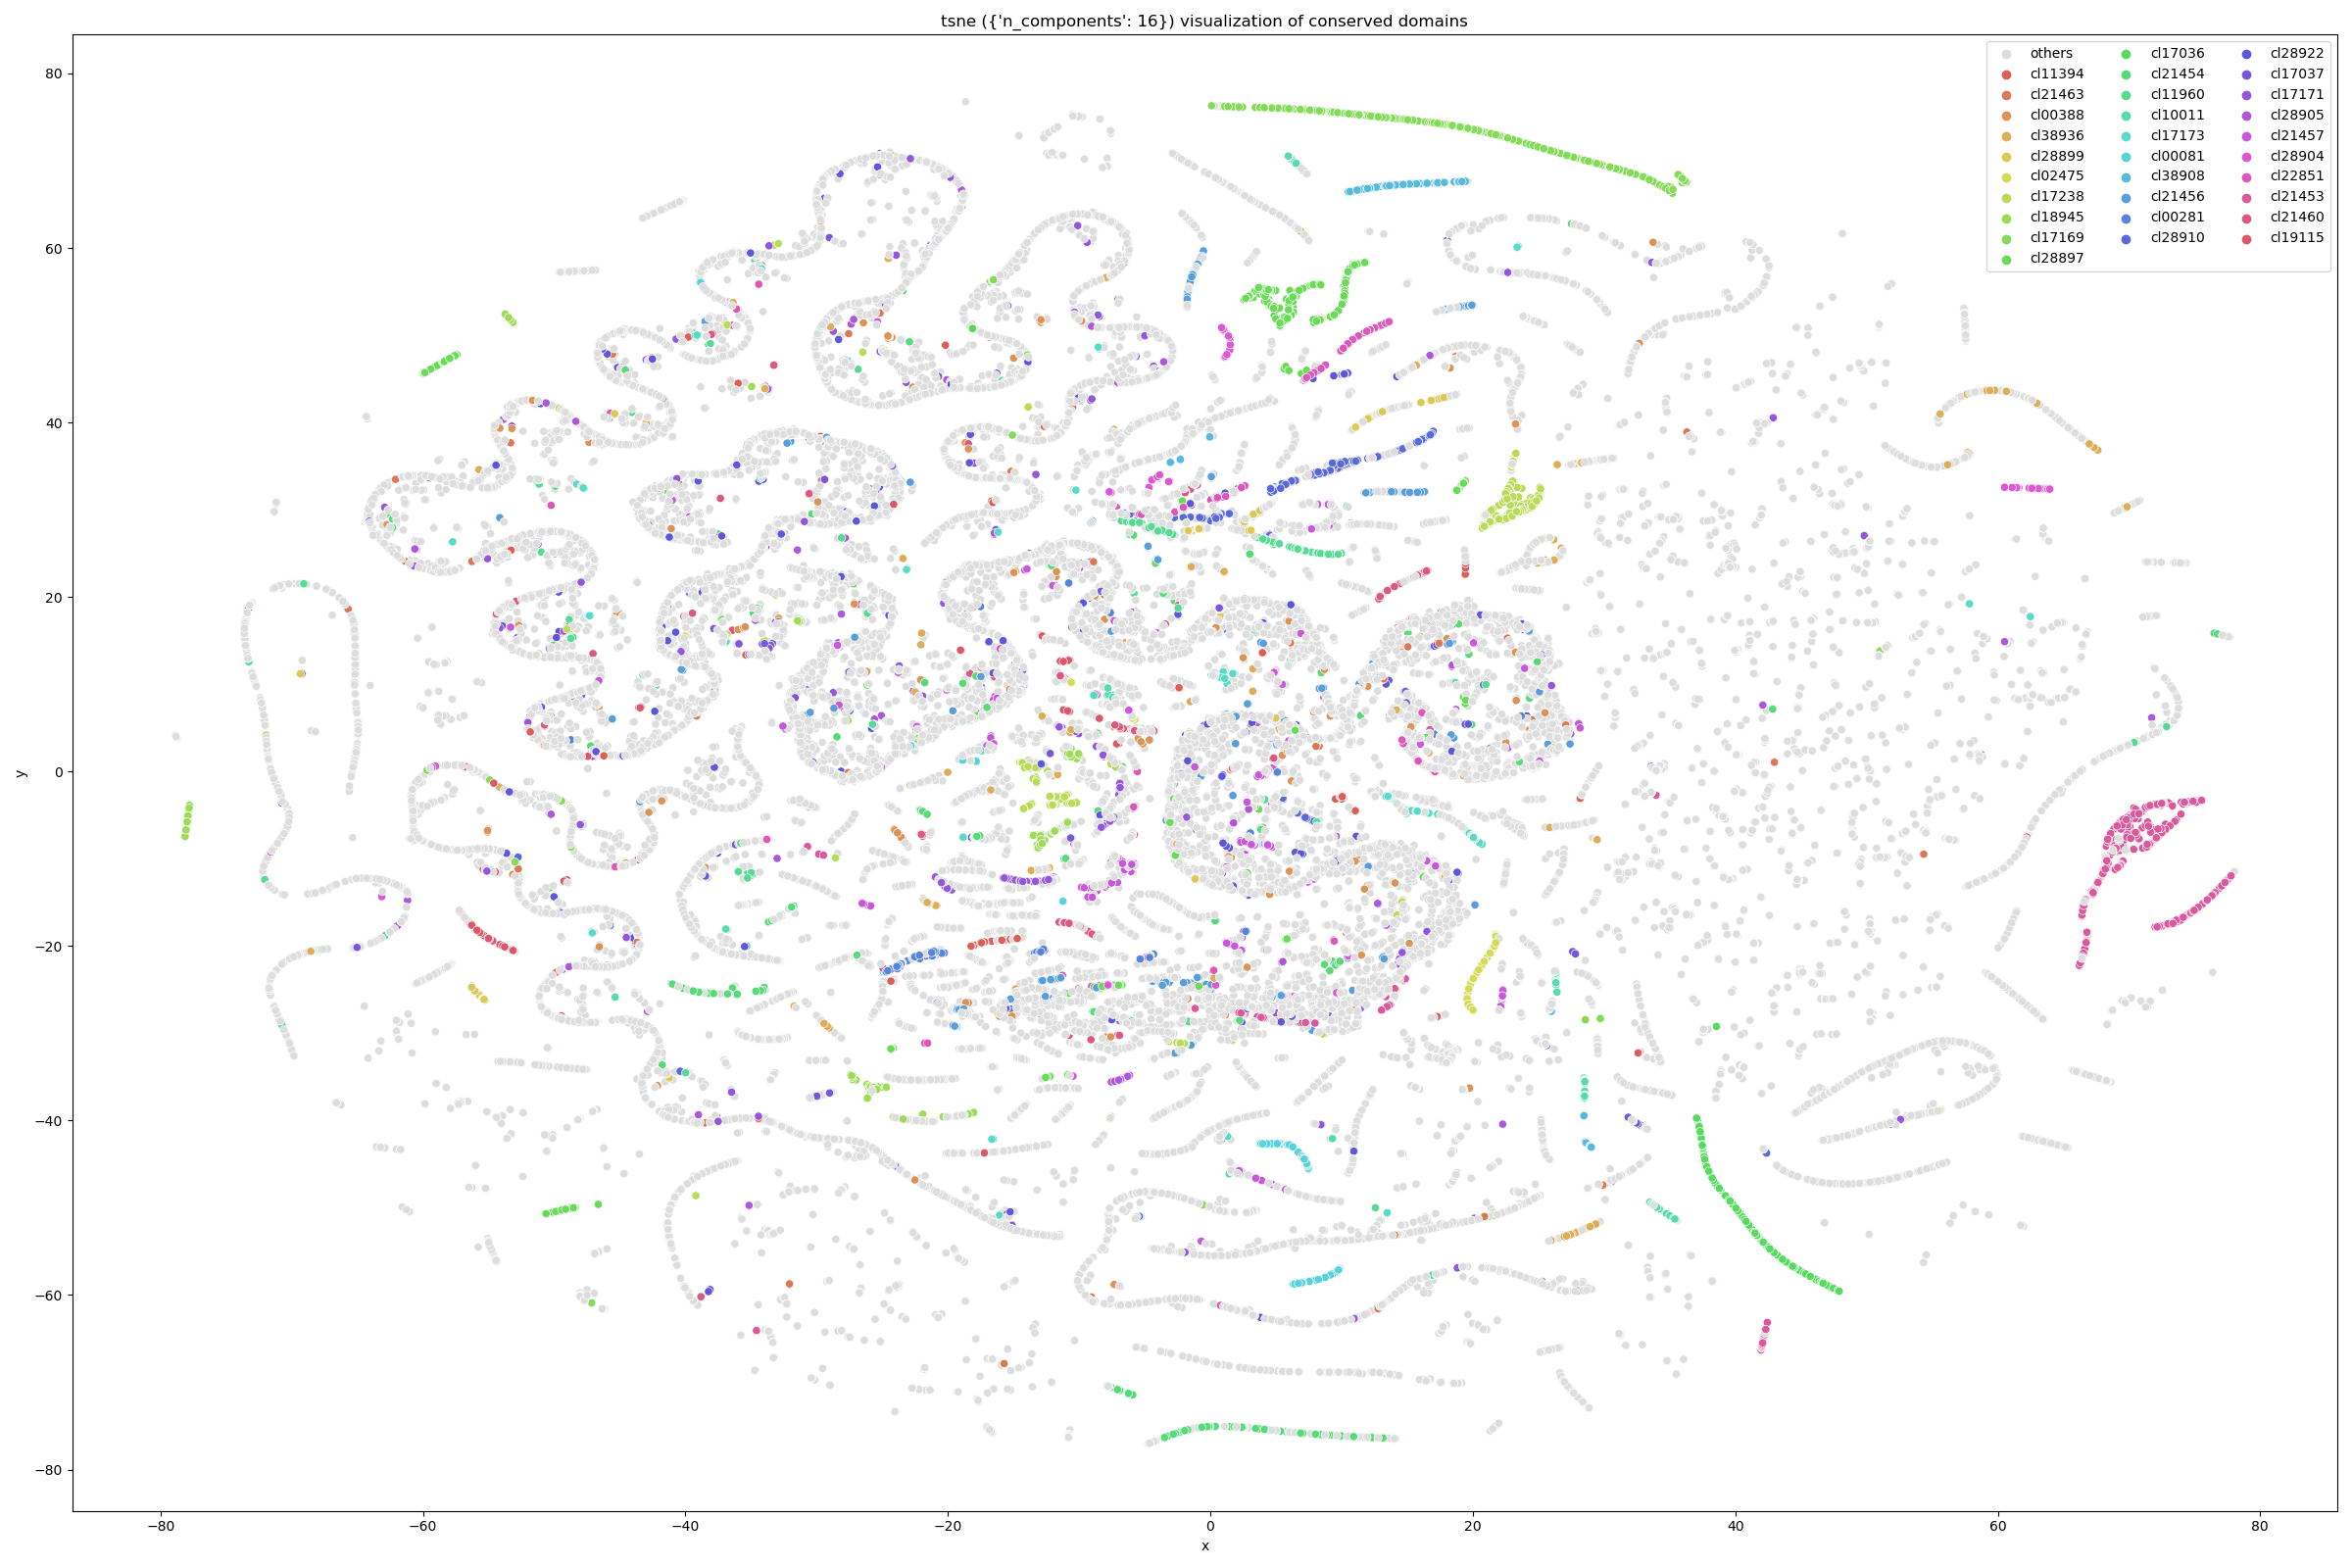 tsne ({'n_components': 16}) visualization of conserved domains
others
cl11394
cl21463
cl00388
cl38936
cl28899
cl02475
cl17238
cl18945
cl17169
cl28897
cl17036
cl21454
cl11960
cl10011
cl17173
cl00081
cl38908
cl21456
cl00281
cl28910
cl28922
cl17037
cl17171
cl28905
cl21457
cl28904
cl22851
cl21453
cl21460
cl19115
80
60
40
20
0
−20
−40
−60
−80
y
−80
−60
−40
−20
0
20
40
60
80
x